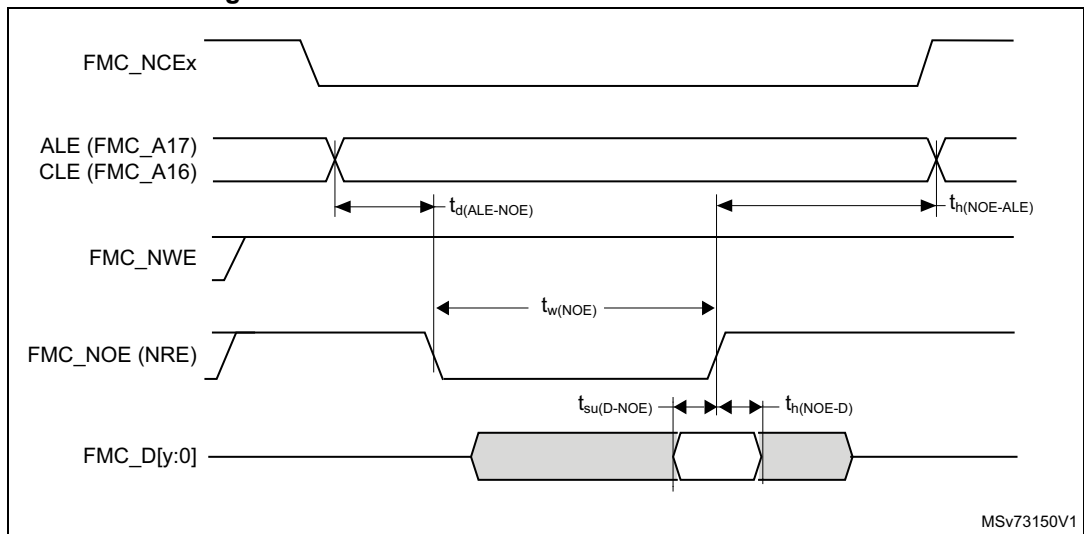 FMC_NCEx
ALE (FMC_A17)
CLE (FMC_A16)
td(ALE-NOE)
th(NOE-ALE)
FMC_NWE
tw(NOE)
FMC_NOE (NRE)
tsu(D-NOE)
th(NOE-D)
FMC_D[y:0]
MSv73150V1